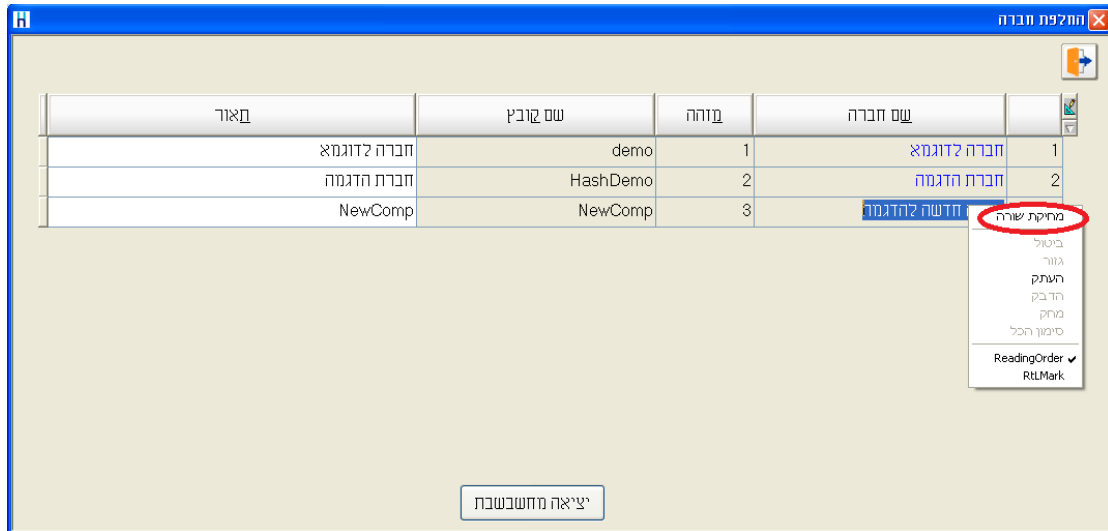 החלפת חברה
H
שם חברה מזהה שם קובץ תאור
1 חברה לדוגמא 1 demo חברה לדוגמא
2 חברת הדגמה 2 HashDemo חברת הדגמה
חדשה להדגמה 3 NewComp NewComp
מחיקת שורה
ביטול
גזור
העתק
הדבק
מחק
סימון הכל
ReadingOrder
RtLMark
יציאה מחשבשבת